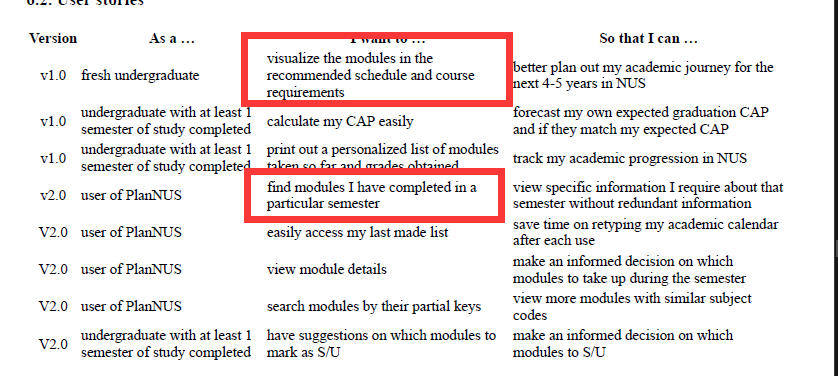 6.2. User stories
Version As a … I want to … So that I can …
v1.0 fresh undergraduate visualize the modules in the recommended schedule and course requirements better plan out my academic journey for the next 4-5 years in NUS
v1.0 undergraduate with at least 1 semester of study completed calculate my CAP easily forecast my own expected graduation CAP and if they match my expected CAP
v1.0 undergraduate with at least 1 semester of study completed print out a personalized list of modules taken so far and grades obtained track my academic progression in NUS
v2.0 user of PlanNUS find modules I have completed in a particular semester view specific information I require about that semester without redundant information
V2.0 user of PlanNUS easily access my last made list save time on retyping my academic calendar after each use
V2.0 user of PlanNUS view module details make an informed decision on which modules to take up during the semester
V2.0 user of PlanNUS search modules by their partial keys view more modules with similar subject codes
V2.0 undergraduate with at least 1 semester of study completed have suggestions on which modules to mark as S/U make an informed decision on which modules to S/U